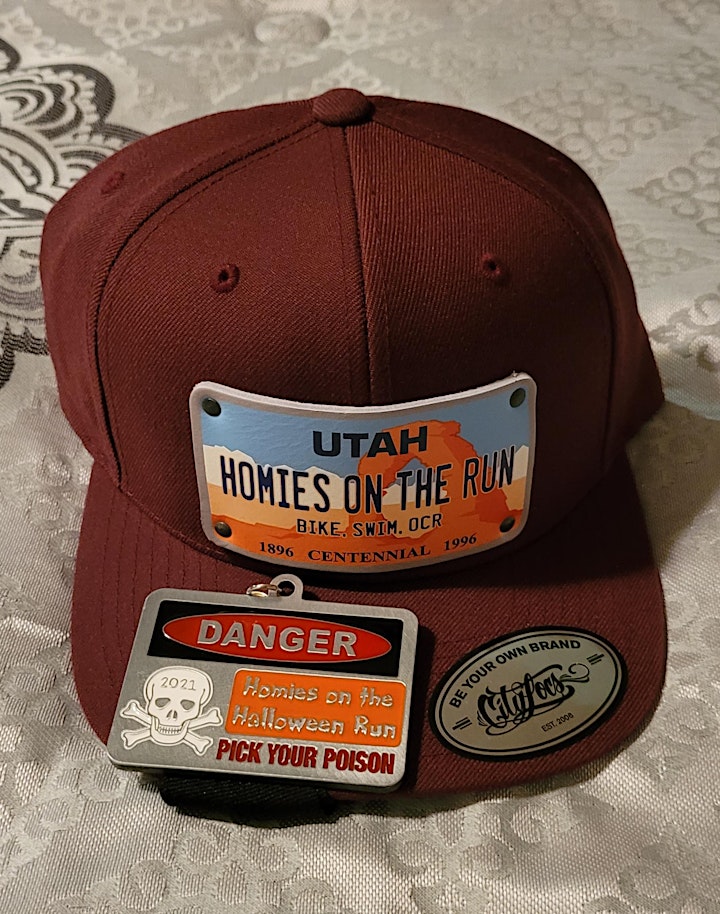 UTAH
HOMIES ON THE RUN
BIKE. SWIM. OCR
1896 CENTENNIAL 1996
DANGER
2021
Homies on the
Halloween Run
PICK YOUR POISON
BE YOUR OWN BRAND
CityLocs
EST. 2008